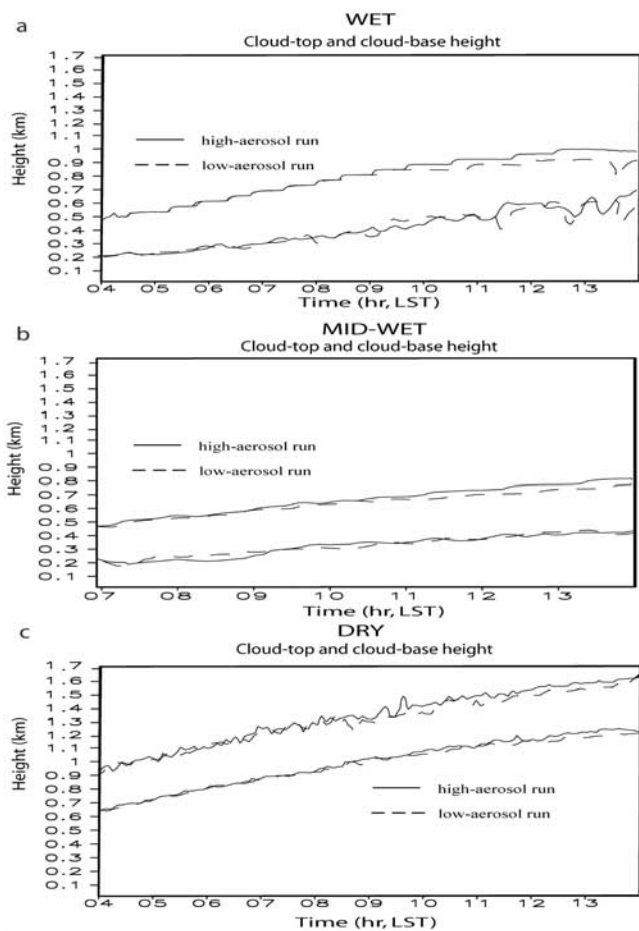 a
WET
Cloud-top and cloud-base height
1.7
1.6
1.5
1.4
1.3
1.2
1.1
1
0.9
0.8
0.7
0.6
0.5
0.4
0.3
0.2
0.1
Height (km)
high-aerosol run
low-aerosol run
04 05 06 07 08 09 10 11 12 13
Time (hr, LST)
b
MID-WET
Cloud-top and cloud-base height
1.7
1.6
1.5
1.4
1.3
1.2
1.1
1
0.9
0.8
0.7
0.6
0.5
0.4
0.3
0.2
0.1
Height (km)
high-aerosol run
low-aerosol run
07 08 09 10 11 12 13
Time (hr, LST)
c
DRY
Cloud-top and cloud-base height
1.7
1.6
1.5
1.4
1.3
1.2
1.1
1
0.9
0.8
0.7
0.6
0.5
0.4
0.3
0.2
0.1
Height (km)
high-aerosol run
low-aerosol run
04 05 06 07 08 09 10 11 12 13
Time (hr, LST)